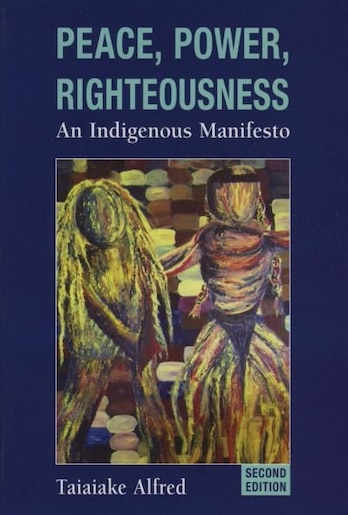 PEACE, POWER,
RIGHTEOUSNESS
An Indigenous Manifesto
Taiaiake Alfred
SECOND
EDITION